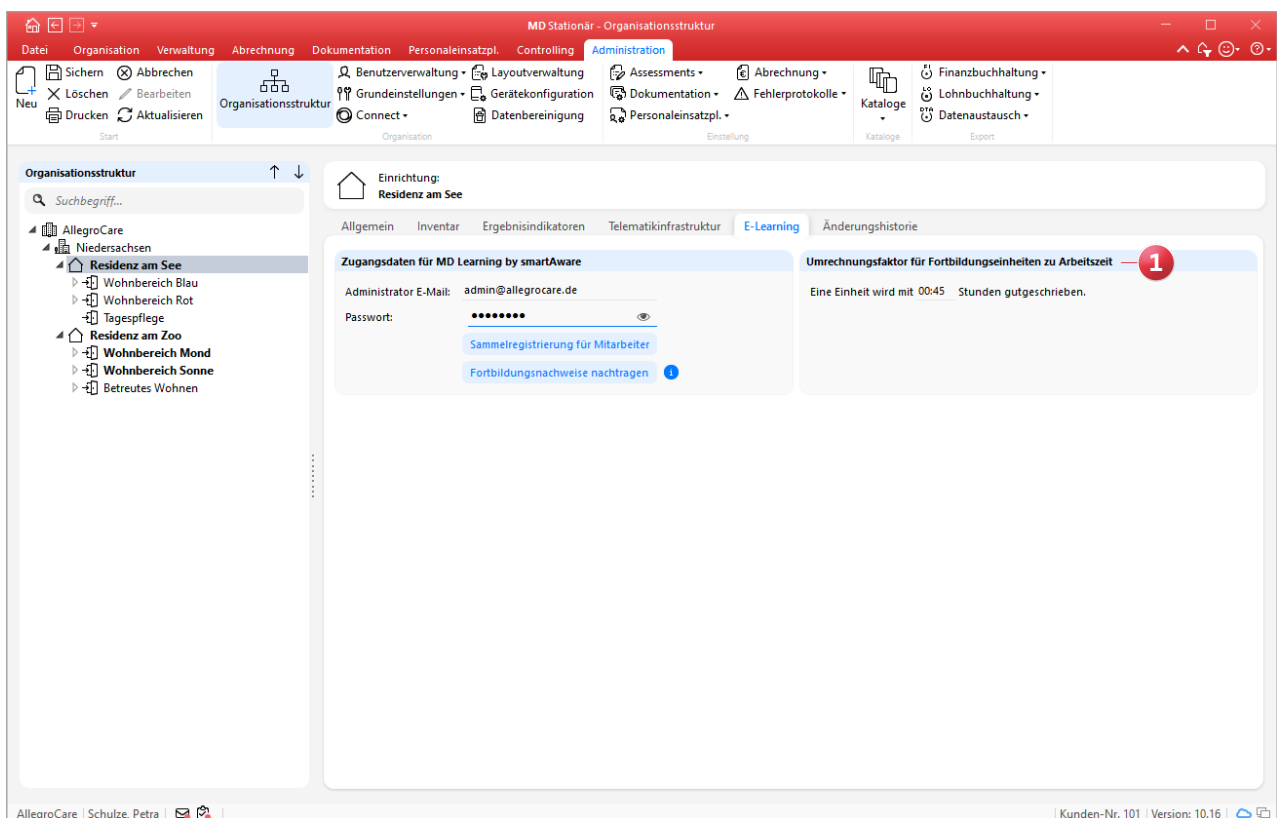 MD Stationär - Organisationsstruktur
Datei Organisation Verwaltung Abrechnung Dokumentation Personaleinsatzpl. Controlling Administration
Neu
Sichern Abbrechen
Löschen Bearbeiten
Drucken Aktualisieren
Start
Organisationsstruktur
Benutzerverwaltung Layoutverwaltung
Grundeinstellungen Gerätekonfiguration
Connect Datenbereinigung
Organisation
Assessments Abrechnung
Dokumentation Fehlerprotokolle
Personaleinsatzpl.
Einstellung
Kataloge
Kataloge
Finanzbuchhaltung
Lohnbuchhaltung
DTA Datenaustausch
Export
Organisationsstruktur
Suchbegriff...
AllegroCare
Niedersachsen
Residenz am See
Wohnbereich Blau
Wohnbereich Rot
Tagespflege
Residenz am Zoo
Wohnbereich Mond
Wohnbereich Sonne
Betreutes Wohnen
Einrichtung:
Residenz am See
Allgemein Inventar Ergebnisindikatoren Telematikinfrastruktur E-Learning Änderungshistorie
Zugangsdaten für MD Learning by smartAware
Administrator E-Mail: admin@allegrocare.de
Passwort: ●●●●●●●●
Sammelregistrierung für Mitarbeiter
Fortbildungsnachweise nachtragen i
Umrechnungsfaktor für Fortbildungseinheiten zu Arbeitszeit 1
Eine Einheit wird mit 00:45 Stunden gutgeschrieben.
AllegroCare Schulze, Petra Kunden-Nr. 101 Version: 10.16